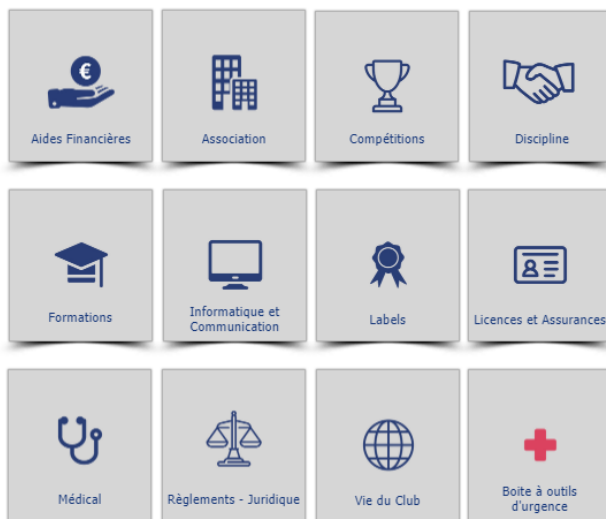 Aides Financières
Association
Compétitions
Discipline
Formations
Informatique et
Communication
Labels
Licences et Assurances
Médical
Règlements - Juridique
Vie du Club
Boite à outils
d'urgence